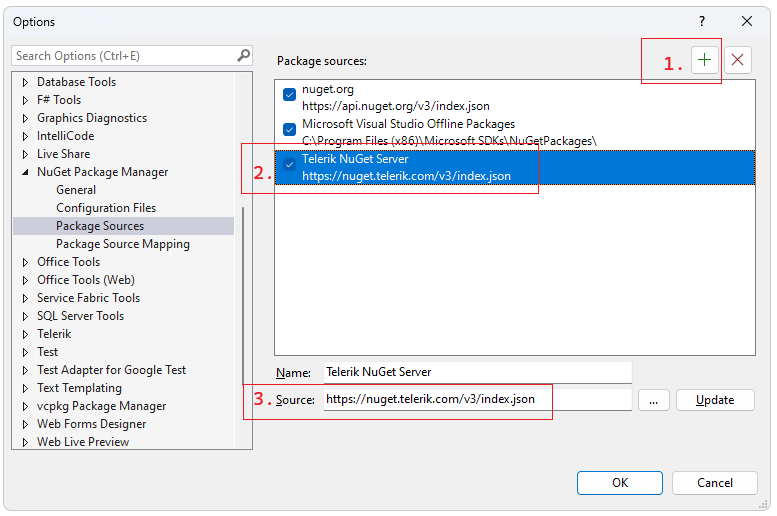 Options
?
Search Options (Ctrl+E)
Database Tools
F# Tools
Graphics Diagnostics
IntelliCode
Live Share
NuGet Package Manager
General
Configuration Files
Package Sources
Package Source Mapping
Office Tools
Office Tools (Web)
Service Fabric Tools
SQL Server Tools
Telerik
Test
Test Adapter for Google Test
Text Templating
vcpkg Package Manager
Web Forms Designer
Web Live Preview
Package sources:
1.
nuget.org
https://api.nuget.org/v3/index.json
Microsoft Visual Studio Offline Packages
C:\Program Files (x86)\Microsoft SDKs\NuGetPackages\
2.
Telerik NuGet Server
https://nuget.telerik.com/v3/index.json
Name: Telerik NuGet Server
3. Source: https://nuget.telerik.com/v3/index.json ... Update
OK Cancel